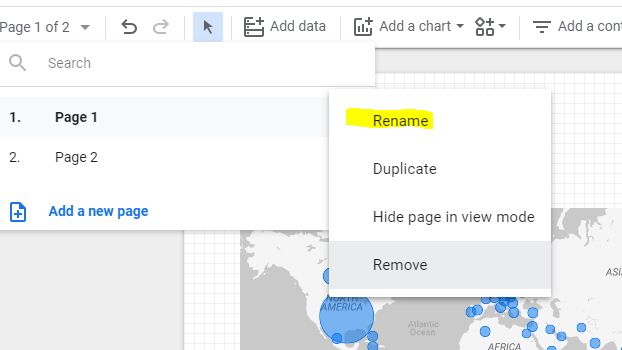 Page 1 of 2
Add data
Add a chart
Add a cont
Search
1. Page 1
2. Page 2
Add a new page
Rename
Duplicate
Hide page in view mode
Remove
NORTH
AMERICA
Atlantic
Ocean
AFRICA
ASI